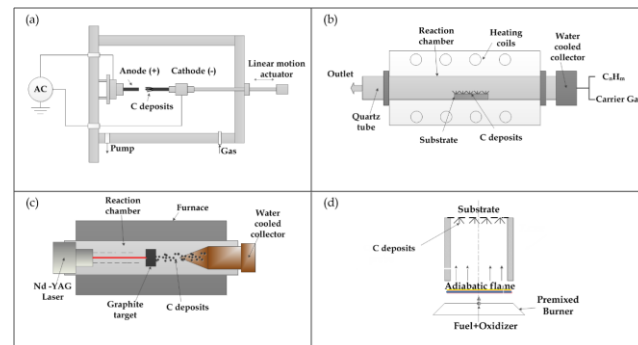 (a)
Anode (+)
Cathode (-)
Linear motion
actuator
C deposits
AC
Pump
Gas
(b)
Reaction
chamber
Heating
coils
Water
cooled
collector
Outlet
CnHm
Carrier Ga
Quartz
tube
Substrate
C deposits
(c)
Furnace
Reaction
chamber
Water
cooled
collector
Nd -YAG
Laser
Graphite
target
C deposits
(d)
Substrate
C deposits
Adiabatic flame
Premixed
Burner
Fuel+Oxidizer